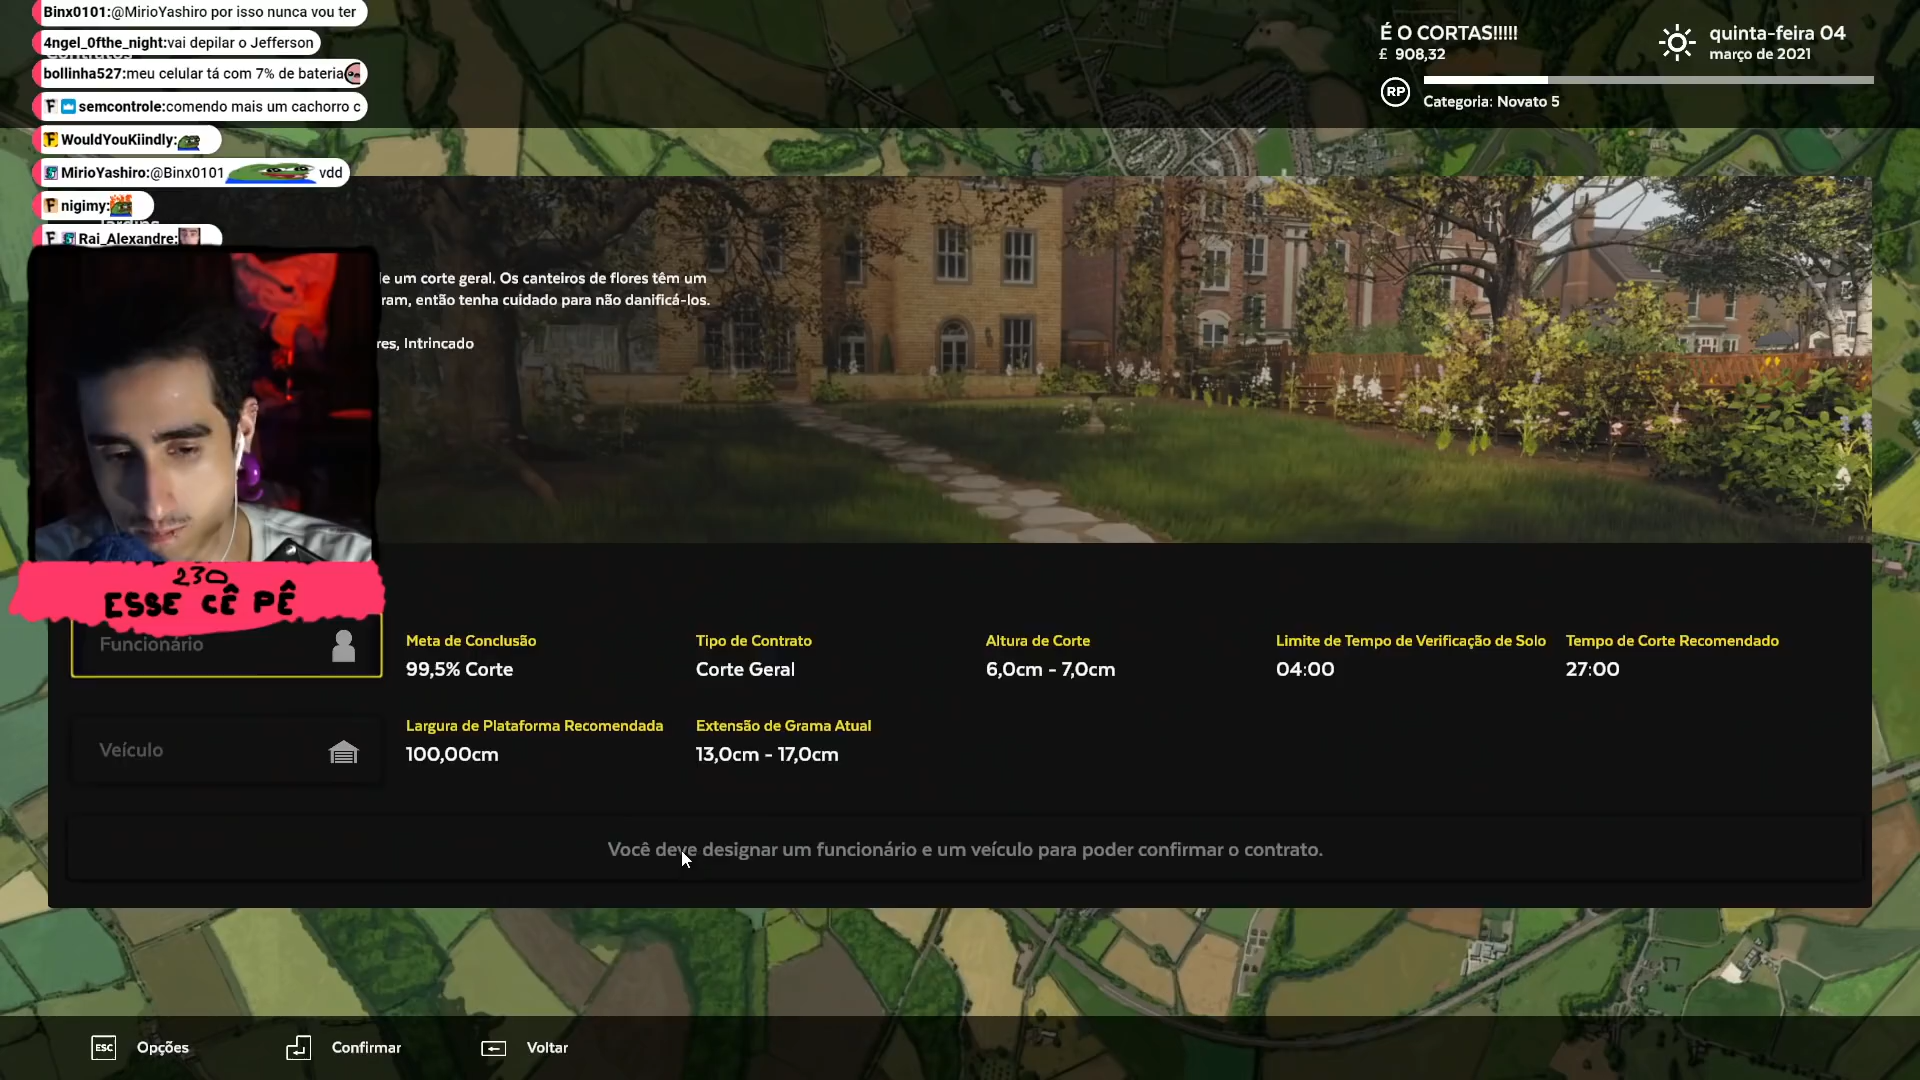 Binx0101:@MirioYashiro por isso nunca vou ter
4ngel_0fthe_night:vai depilar o Jefferson
bollinha527:meu celular tá com 7% de bateria
semcontrole:comendo mais um cachorro c
WouldYouKiindly:
MirioYashiro:@Binx0101 vdd
nigimy:
Rai_Alexandre:
É O CORTAS!!!!!
£ 908,32
RP
Categoria: Novato 5
quinta-feira 04
março de 2021
e um corte geral. Os canteiros de flores têm um
ram, então tenha cuidado para não danificá-los.
res, Intrincado
230
ESSE CÊ PÊ
Funcionário
Veículo
Meta de Conclusão
99,5% Corte
Tipo de Contrato
Corte Geral
Altura de Corte
6,0cm - 7,0cm
Limite de Tempo de Verificação de Solo
04:00
Tempo de Corte Recomendado
27:00
Largura de Plataforma Recomendada
100,00cm
Extensão de Grama Atual
13,0cm - 17,0cm
Você deve designar um funcionário e um veículo para poder confirmar o contrato.
ESC Opções
Confirmar
Voltar